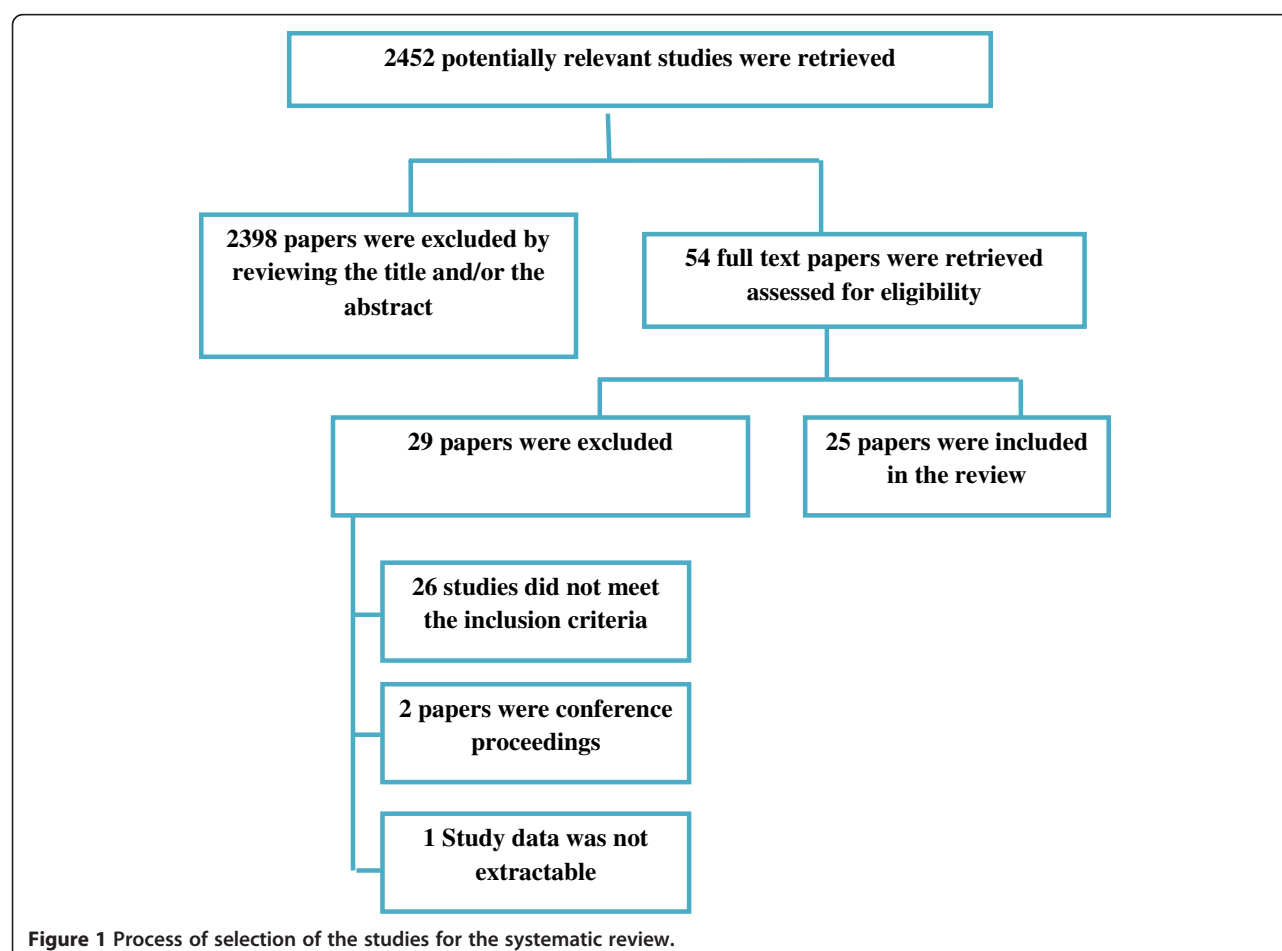 2452 potentially relevant studies were retrieved
2398 papers were excluded by
reviewing the title and/or the
abstract
54 full text papers were retrieved
assessed for eligibility
29 papers were excluded
25 papers were included
in the review
26 studies did not meet
the inclusion criteria
2 papers were conference
proceedings
1 Study data was not
extractable
Figure 1 Process of selection of the studies for the systematic review.